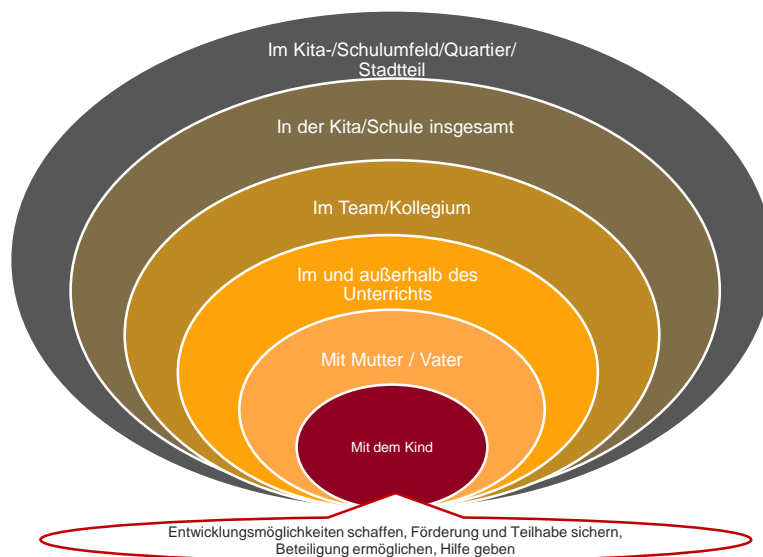 Im Kita-/Schulumfeld/Quartier/
Stadtteil
In der Kita/Schule insgesamt
Im Team/Kollegium
Im und außerhalb des
Unterrichts
Mit Mutter / Vater
Mit dem Kind
Entwicklungsmöglichkeiten schaffen, Förderung und Teilhabe sichern,
Beteiligung ermöglichen, Hilfe geben